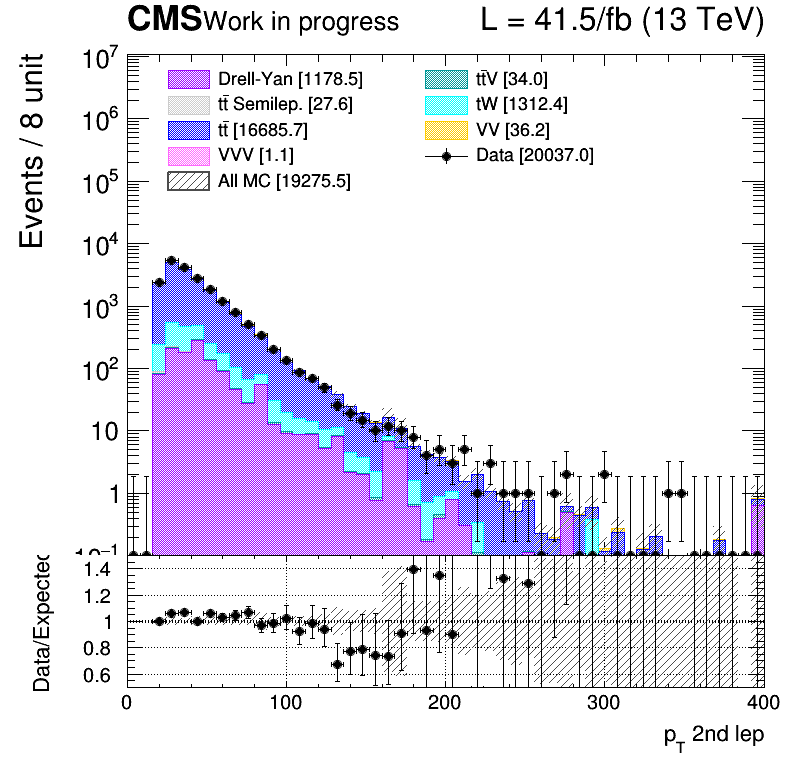 CMS Work in progress L = 41.5/fb (13 TeV)
Events / 8 unit
10⁷
10⁶
10⁵
10⁴
10³
10²
10
1
10⁻¹
Drell-Yan [1178.5]
tt̄ Semilep. [27.6]
tt̄ [16685.7]
VVV [1.1]
All MC [19275.5]
tt̄V [34.0]
tW [1312.4]
VV [36.2]
Data [20037.0]
Data/Expected
1.4
1.2
1
0.8
0.6
0 100 200 300 400
p_T 2nd lep